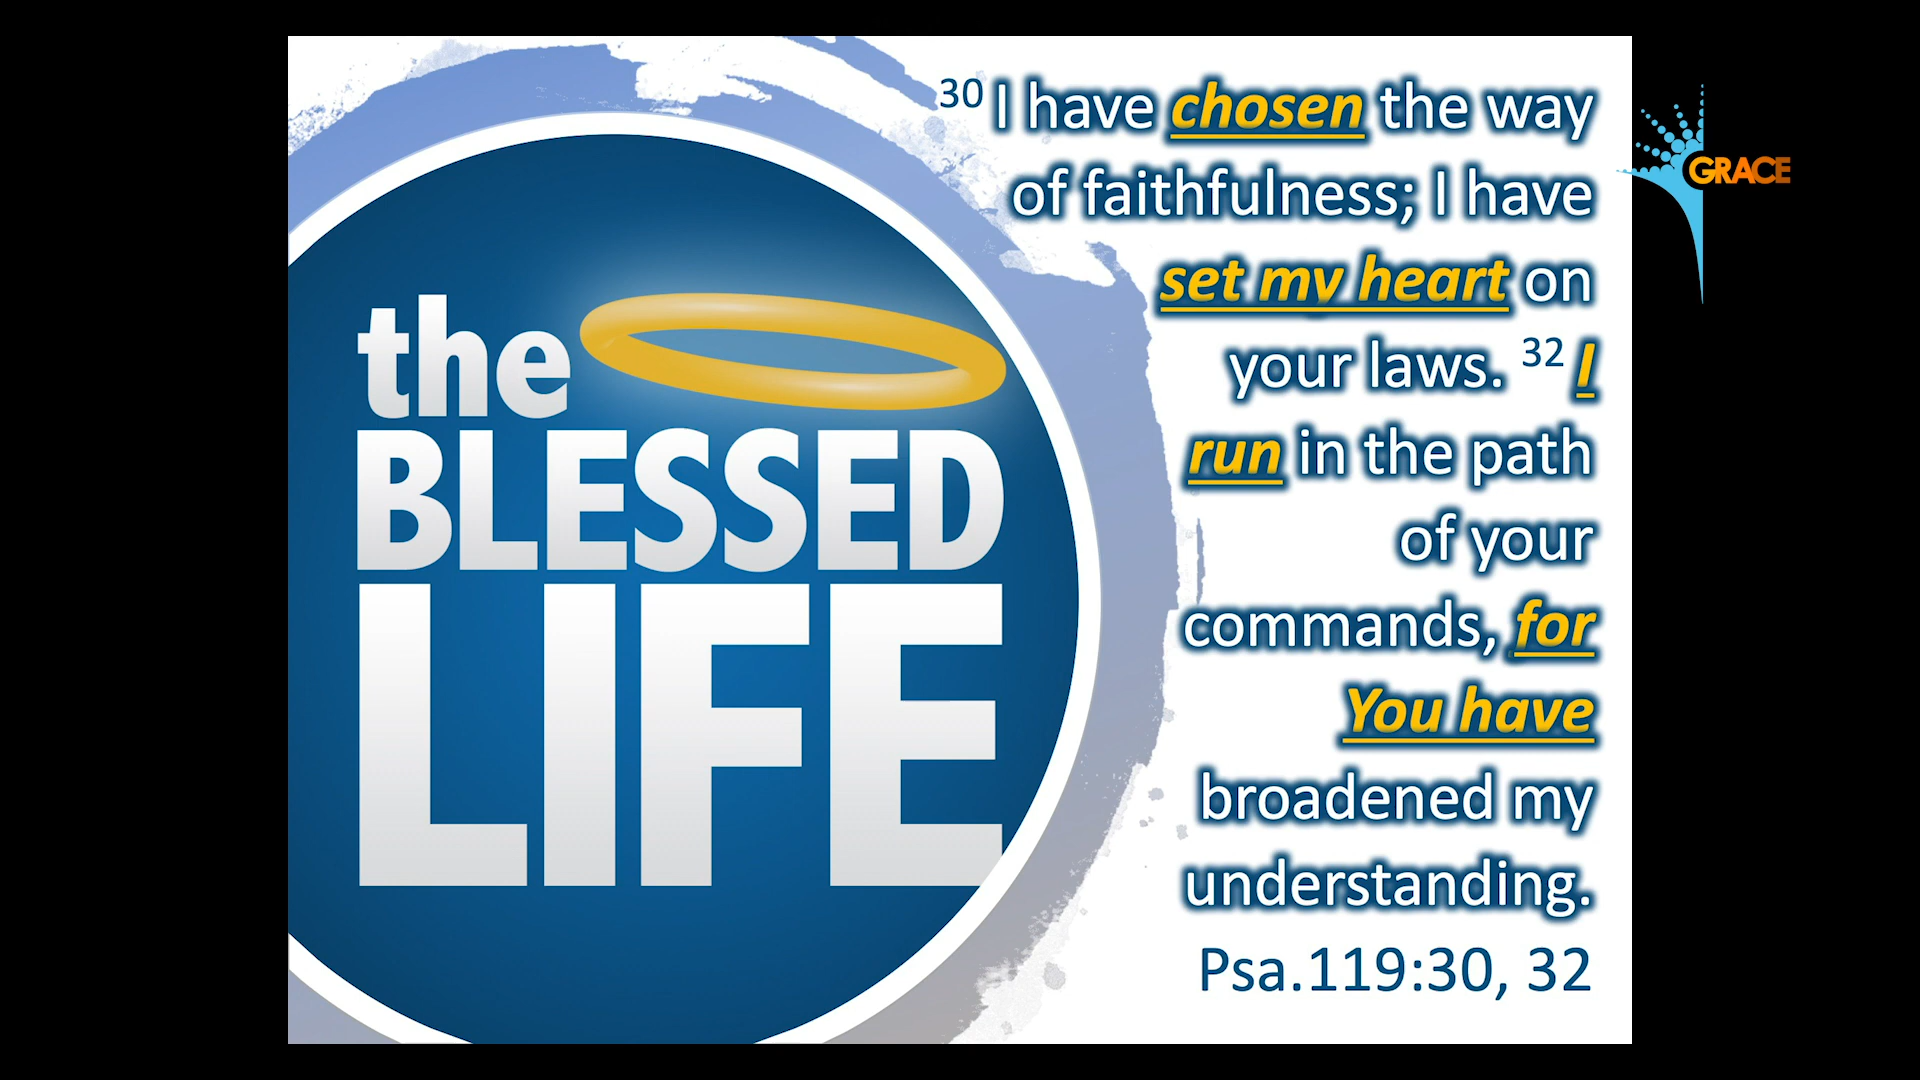 the
BLESSED
LIFE
30 I have chosen the way
of faithfulness; I have
set my heart on
your laws. 32 I
run in the path
of your
commands, for
You have
broadened my
understanding.
Psa.119:30, 32
GRACE